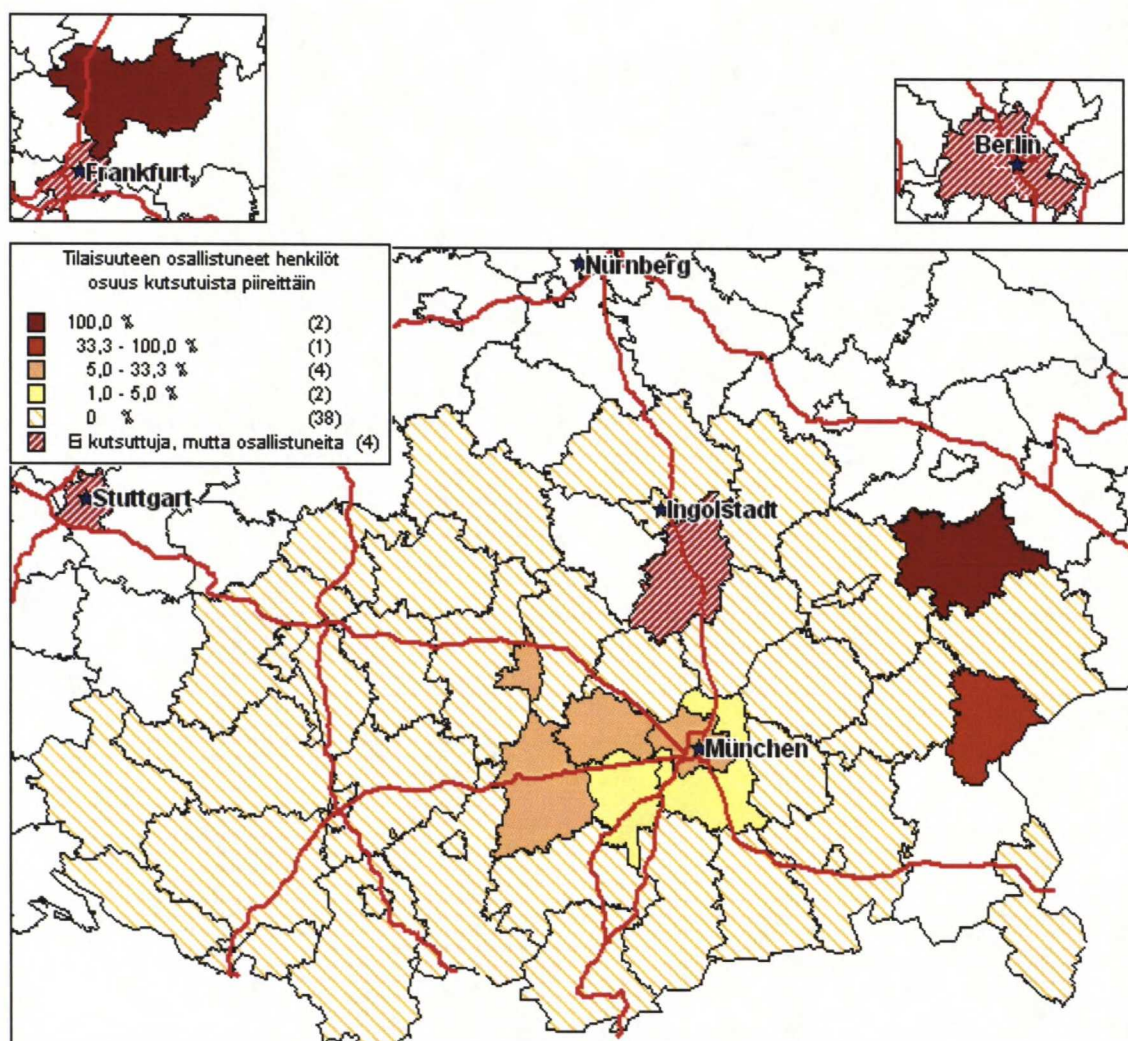 Frankfurt
Berlin
Tilaisuuteen osallistuneet henkilöt
osuus kutsutuista piireittäin
100,0 % (2)
33,3 - 100,0 % (1)
5,0 - 33,3 % (4)
1,0 - 5,0 % (2)
0 % (38)
Ei kutsuttuja, mutta osallistuneita (4)
Nürnberg
Stuttgart
Ingolstadt
München